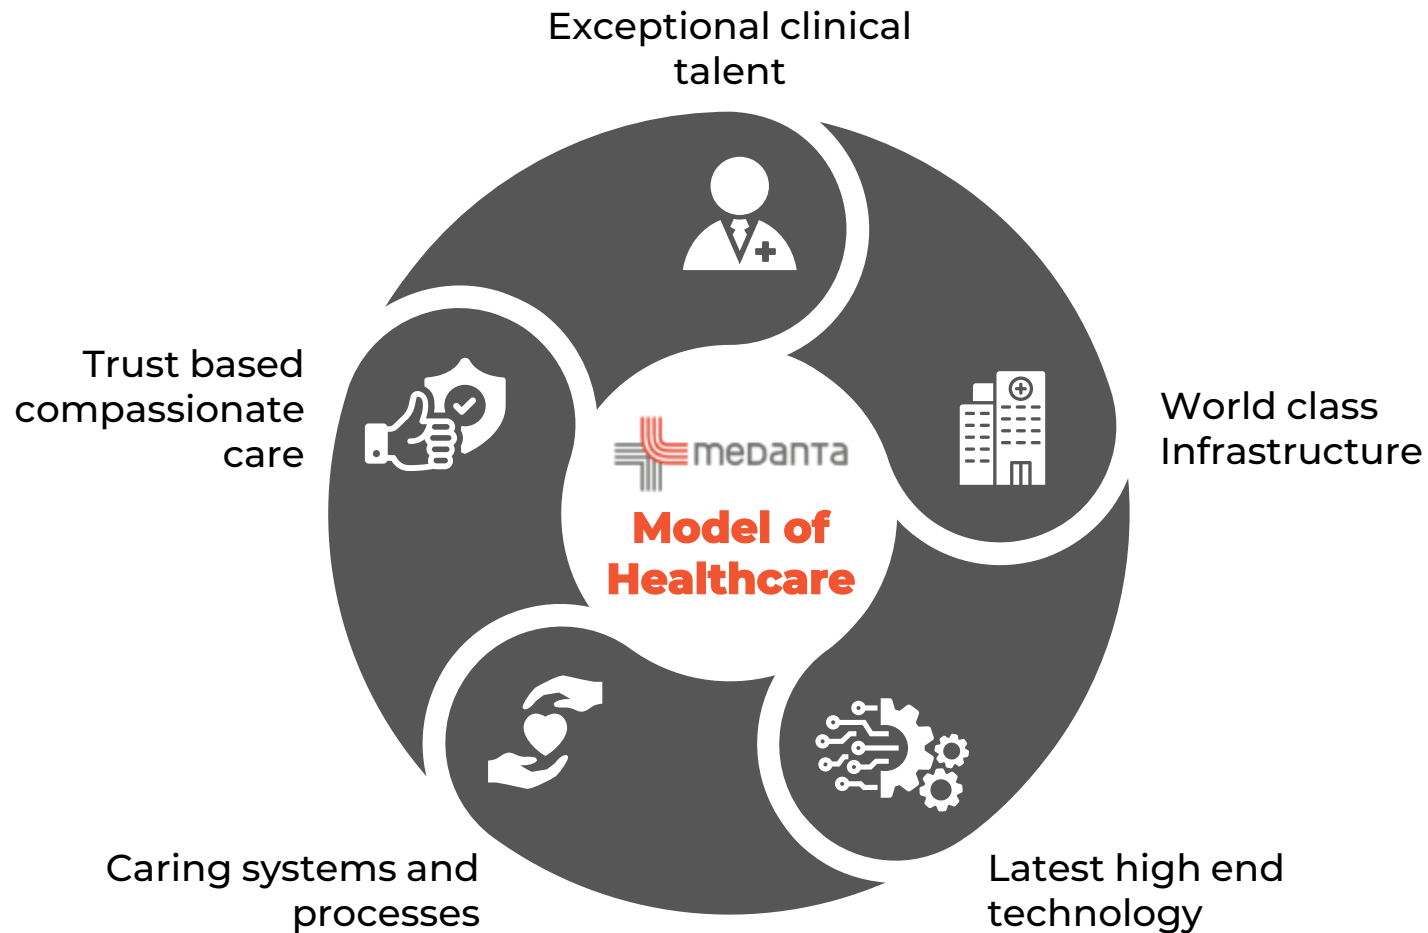 Exceptional clinical
talent
Trust based
compassionate
care
World class
Infrastructure
meDanTa
Model of
Healthcare
Caring systems and
processes
Latest high end
technology